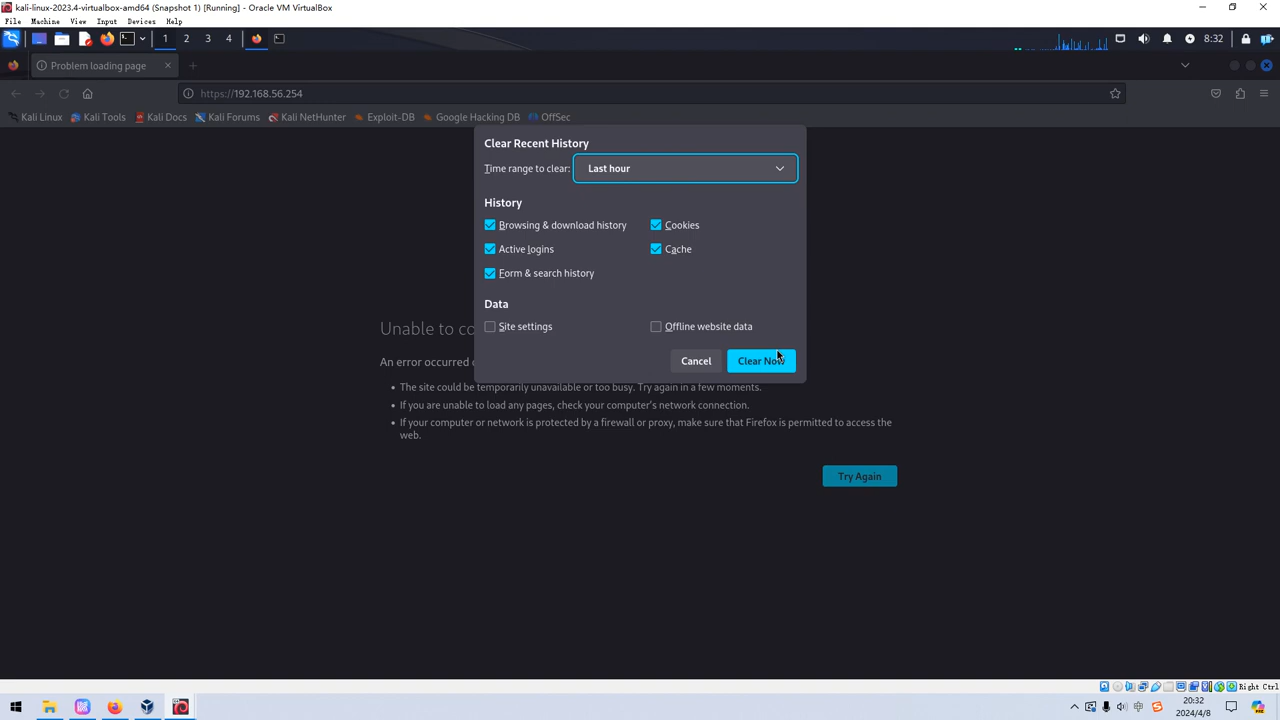 kali-linux-2023.4-virtualbox-amd64 (Snapshot 1) [Running] - Oracle VM VirtualBox
File Machine View Input Devices Help
1 2 3 4 8:32
Problem loading page
https://192.168.56.254
Kali Linux Kali Tools Kali Docs Kali Forums Kali NetHunter Exploit-DB Google Hacking DB OffSec
Clear Recent History
Time range to clear: Last hour
History
Browsing & download history Cookies
Active logins Cache
Form & search history
Data
Site settings Offline website data
Cancel Clear Now
Unable to co
An error occurred
The site could be temporarily unavailable or too busy. Try again in a few moments.
If you are unable to load any pages, check your computer's network connection.
If your computer or network is protected by a firewall or proxy, make sure that Firefox is permitted to access the
web.
Try Again
Right Ctrl
20:32
2024/4/8